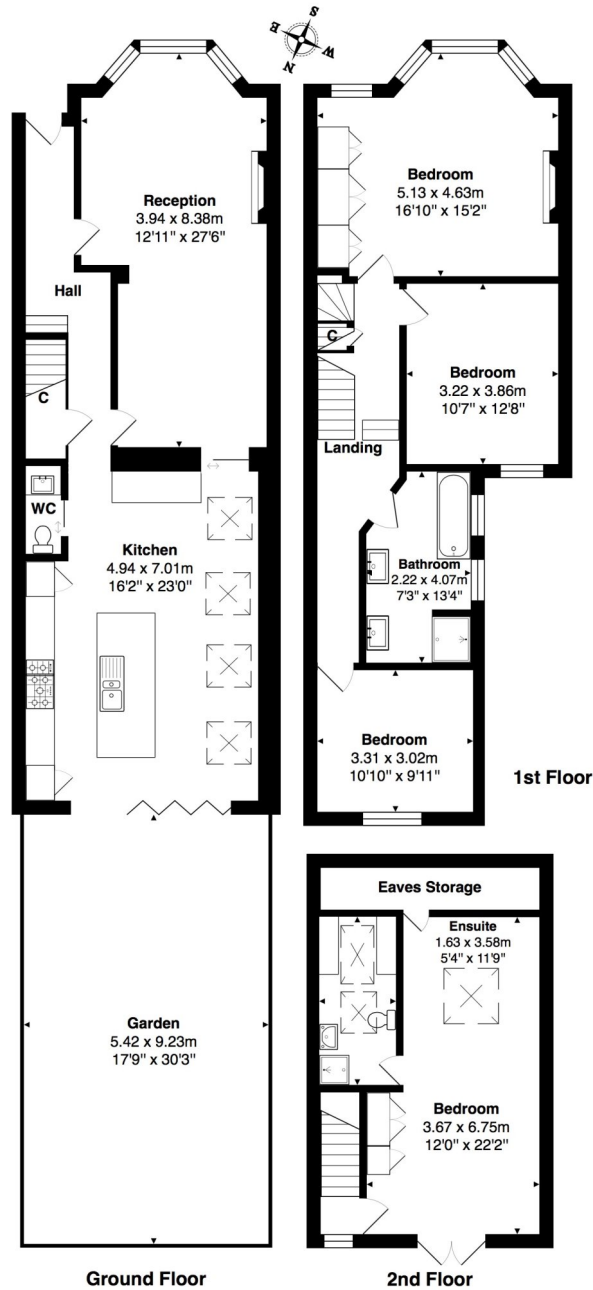 S
E
W
N
Reception
3.94 x 8.38m
12'11" x 27'6"
Hall
C
WC
Kitchen
4.94 x 7.01m
16'2" x 23'0"
Garden
5.42 x 9.23m
17'9" x 30'3"
Ground Floor
Bedroom
5.13 x 4.63m
16'10" x 15'2"
C
Bedroom
3.22 x 3.86m
10'7" x 12'8"
Landing
Bathroom
2.22 x 4.07m
7'3" x 13'4"
Bedroom
3.31 x 3.02m
10'10" x 9'11"
1st Floor
Eaves Storage
Ensuite
1.63 x 3.58m
5'4" x 11'9"
Bedroom
3.67 x 6.75m
12'0" x 22'2"
2nd Floor